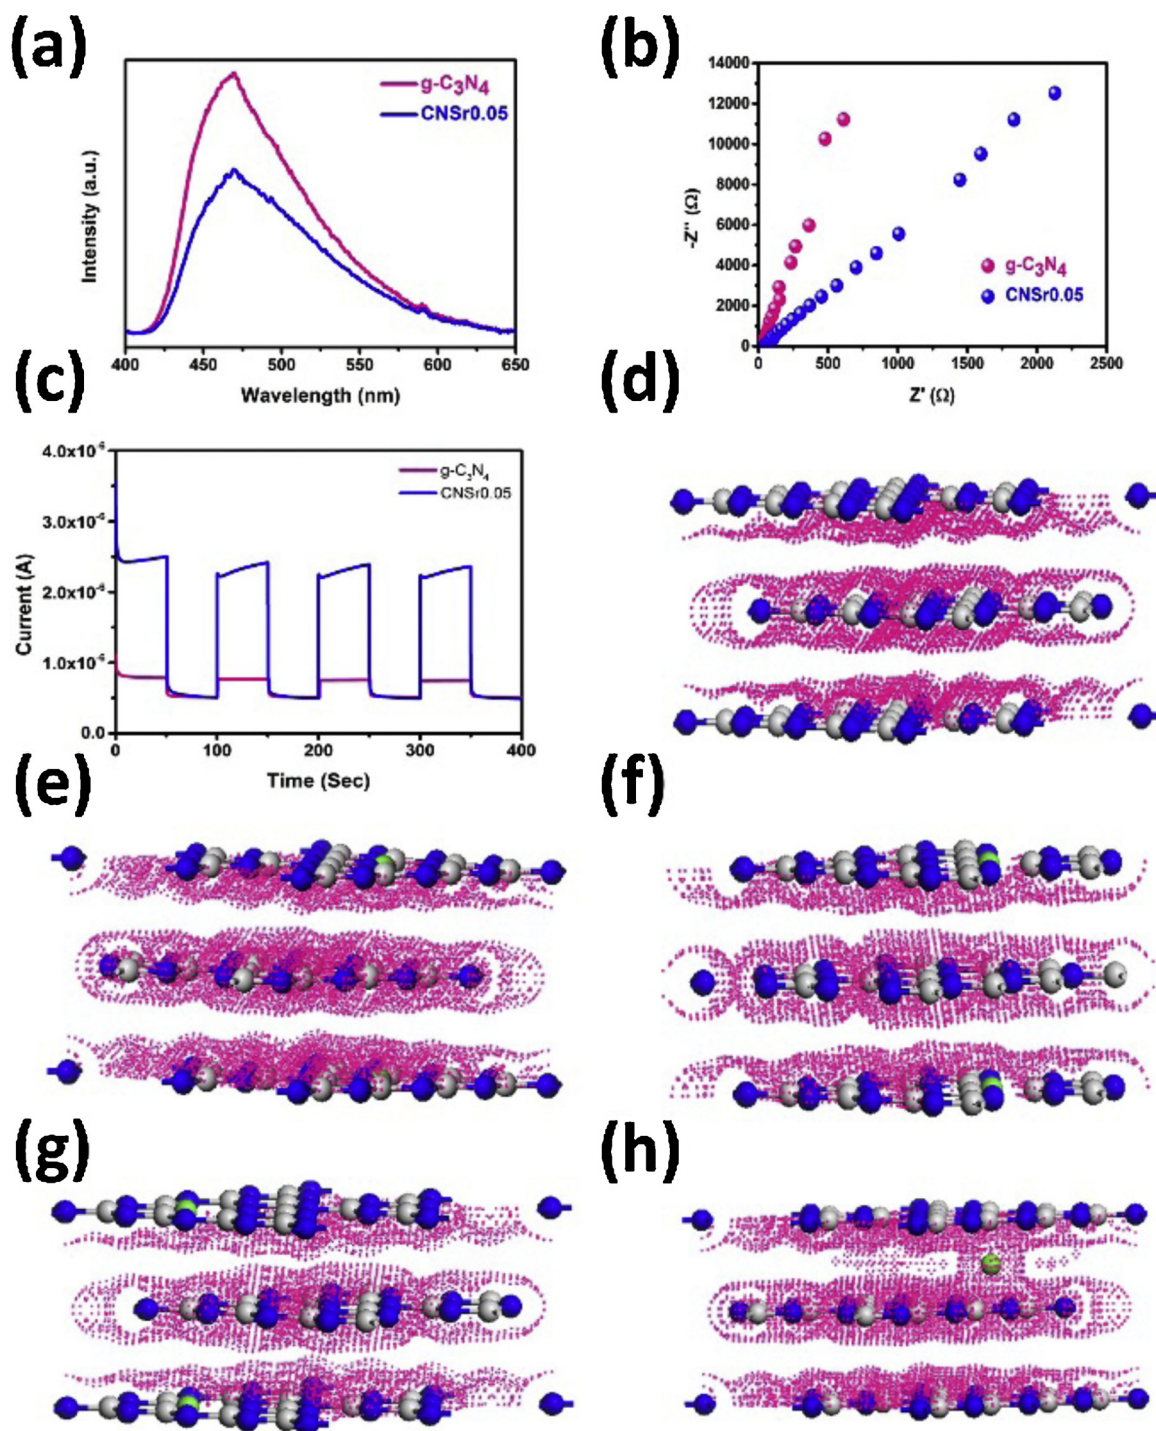 (a)
g-C₃N₄
CNSr0.05
Intensity (a.u.)
400 450 500 550 600 650
Wavelength (nm)
(b)
14000
12000
10000
8000
6000
4000
2000
0
-Z'' (Ω)
g-C₃N₄
CNSr0.05
0 500 1000 1500 2000 2500
Z' (Ω)
(c)
4.0x10⁻⁶
3.0x10⁻⁶
2.0x10⁻⁶
1.0x10⁻⁶
0.0
Current (A)
g-C₃N₄
CNSr0.05
0 100 200 300 400
Time (Sec)
(d)
(e)
(f)
(g)
(h)